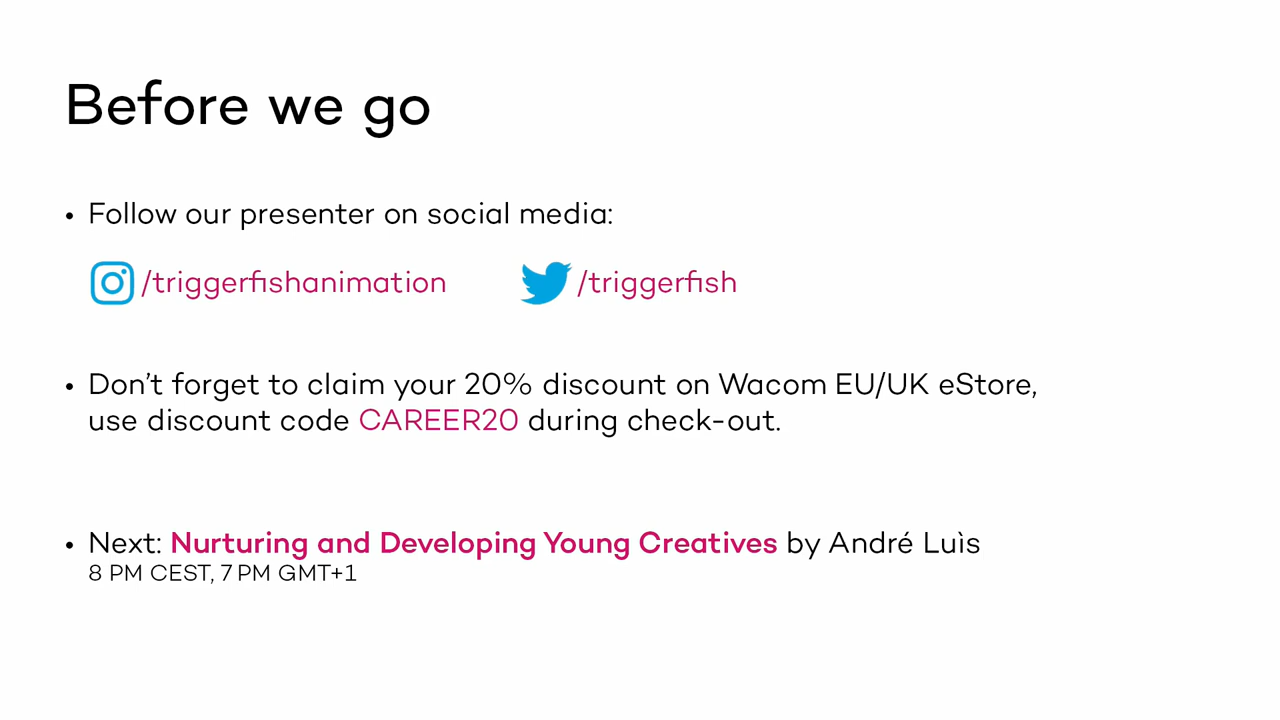 Before we go
• Follow our presenter on social media:
/triggerfishanimation /triggerfish
• Don't forget to claim your 20% discount on Wacom EU/UK eStore,
use discount code CAREER20 during check-out.
• Next: Nurturing and Developing Young Creatives by André Luìs
8 PM CEST, 7 PM GMT+1